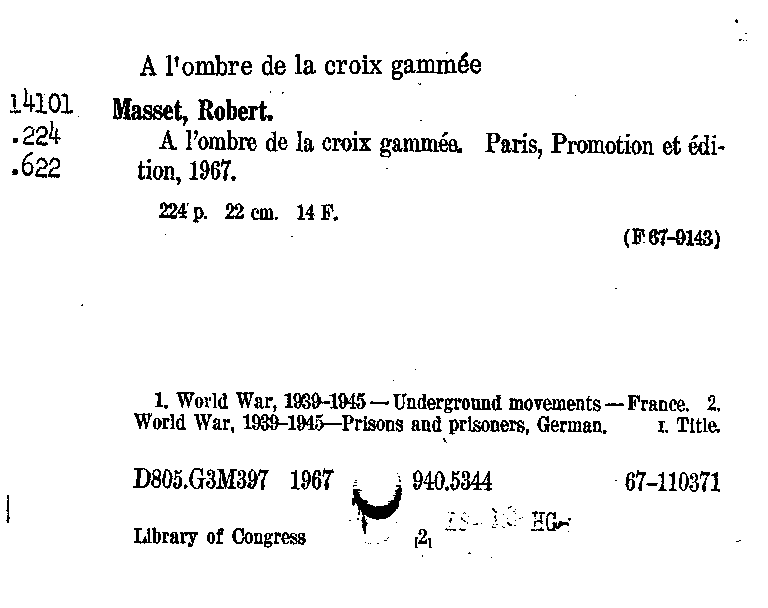 A l'ombre de la croix gammée
14101 Masset, Robert.
.224 A l'ombre de la croix gammée. Paris, Promotion et édi-
.622 tion, 1967.
224 p. 22 cm. 14 F.
(F 67-9143)
1. World War, 1939-1945—Underground movements—France. 2.
World War, 1939-1945—Prisons and prisoners, German. I. Title.
D805.G3M397 1967 940.5344 67-110371
HG
Library of Congress [2]